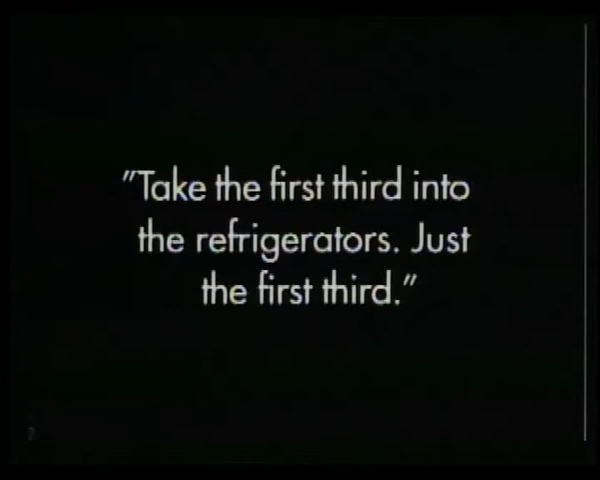 "Take the first third into
the refrigerators. Just
the first third."